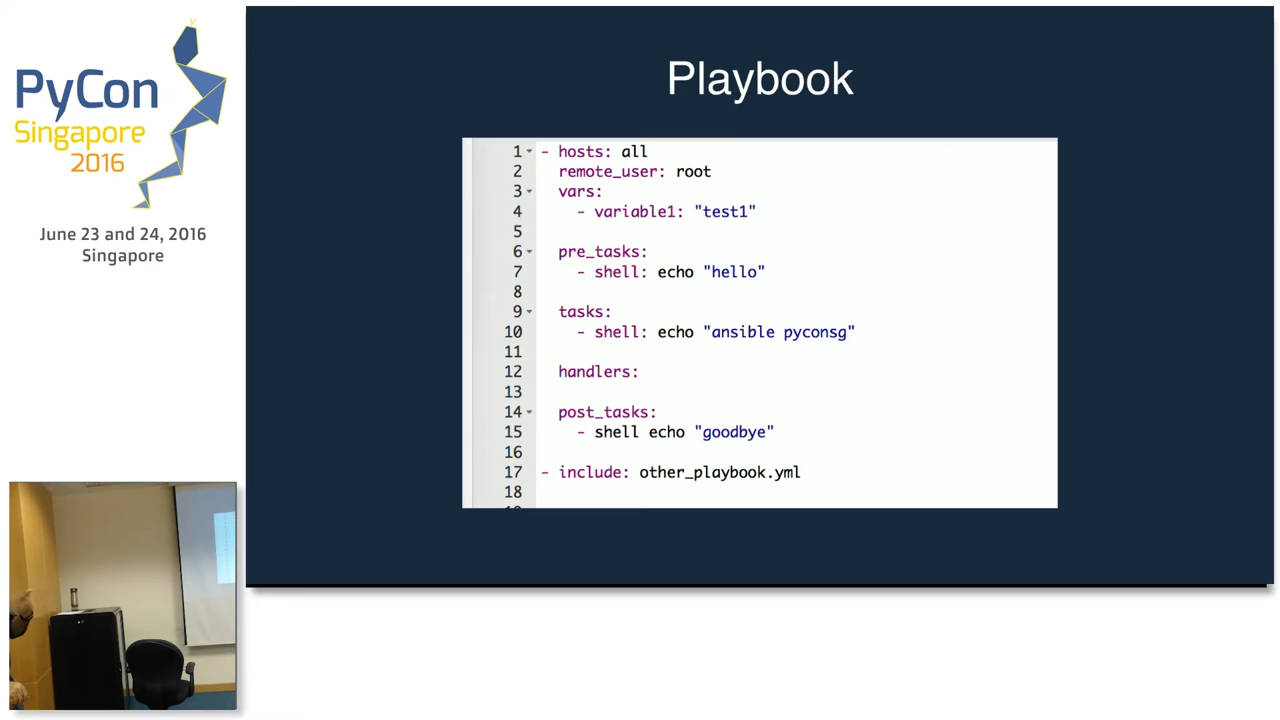 PyCon
Singapore
2016
June 23 and 24, 2016
Singapore
Playbook
1 - hosts: all
2 remote_user: root
3 vars:
4 - variable1: "test1"
5
6 pre_tasks:
7 - shell: echo "hello"
8
9 tasks:
10 - shell: echo "ansible pyconsg"
11
12 handlers:
13
14 post_tasks:
15 - shell echo "goodbye"
16
17 - include: other_playbook.yml
18